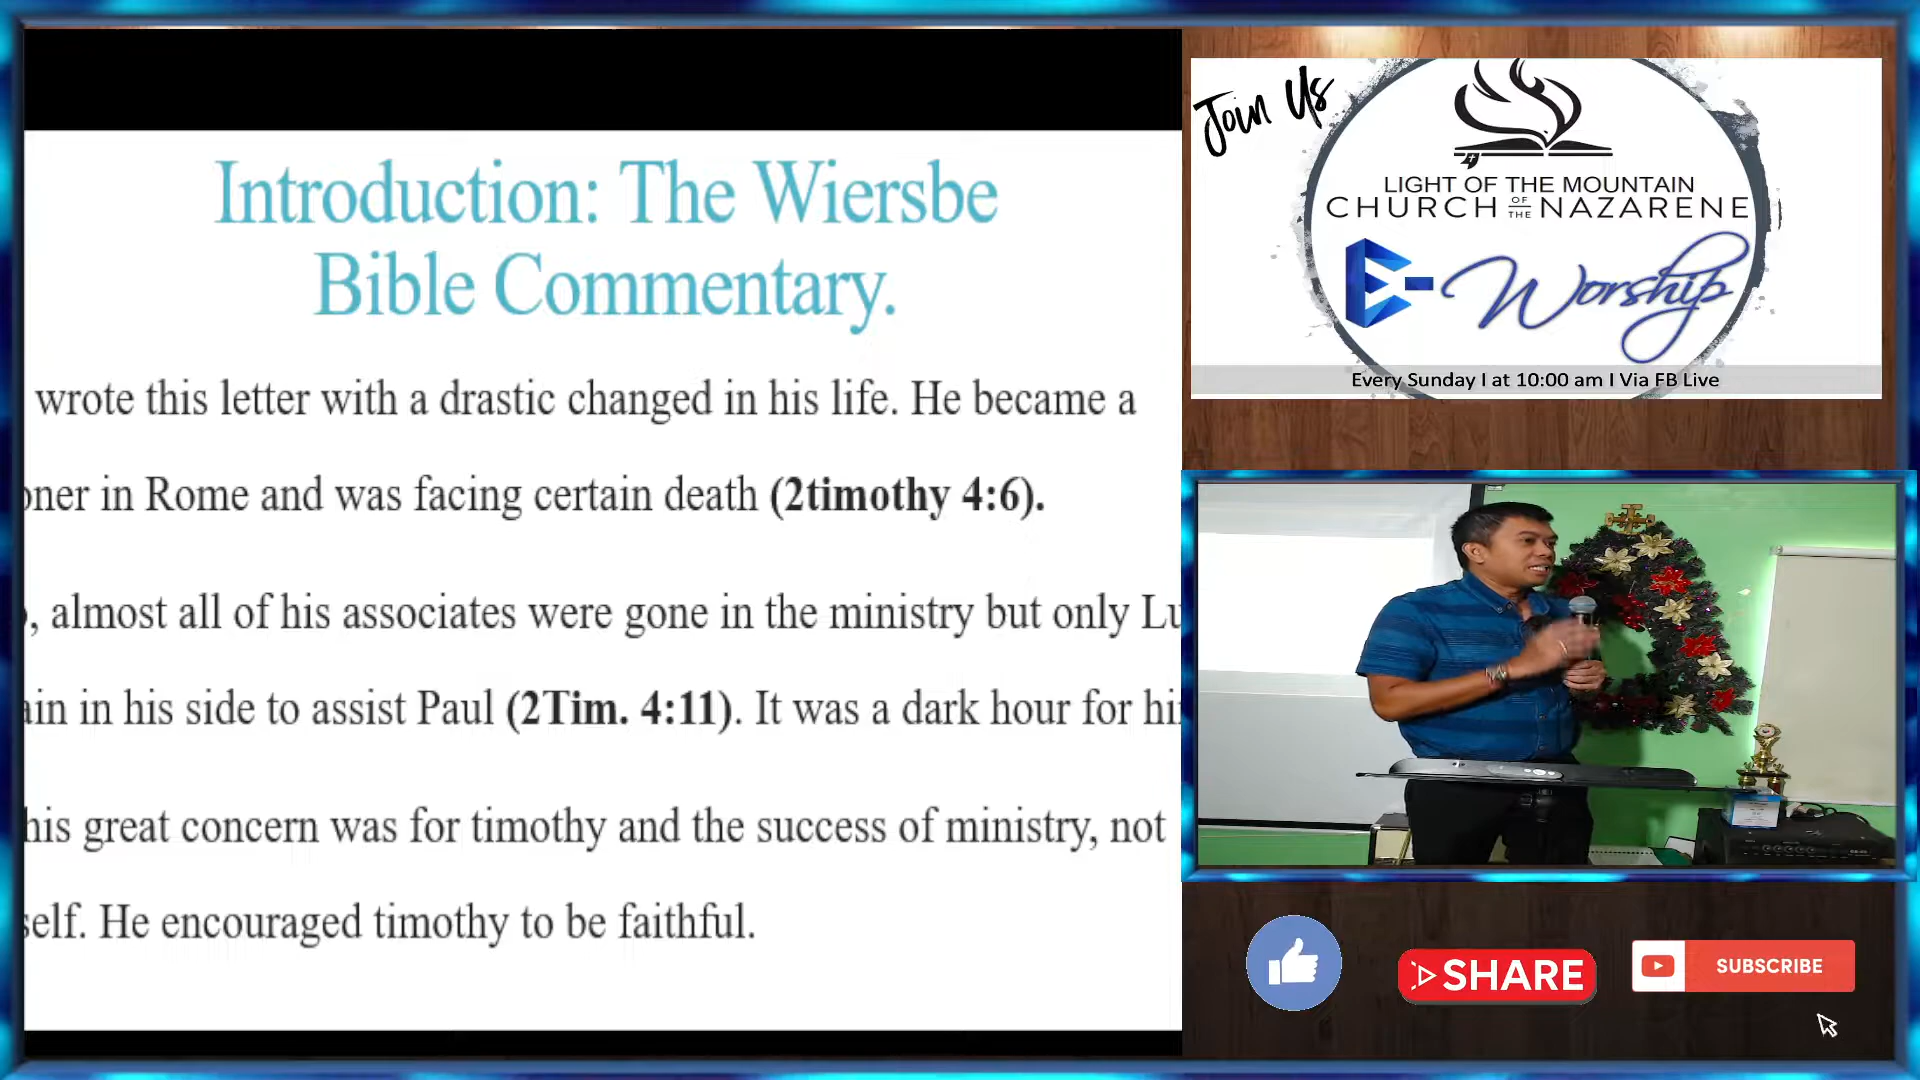 Introduction: The Wiersbe
Bible Commentary.
wrote this letter with a drastic changed in his life. He became a
oner in Rome and was facing certain death (2timothy 4:6).
, almost all of his associates were gone in the ministry but only Lu
ain in his side to assist Paul (2Tim. 4:11). It was a dark hour for hi
his great concern was for timothy and the success of ministry, not
self. He encouraged timothy to be faithful.
Join Us
LIGHT OF THE MOUNTAIN
CHURCH OF THE NAZARENE
E-Worship
Every Sunday I at 10:00 am I Via FB Live
SHARE
SUBSCRIBE